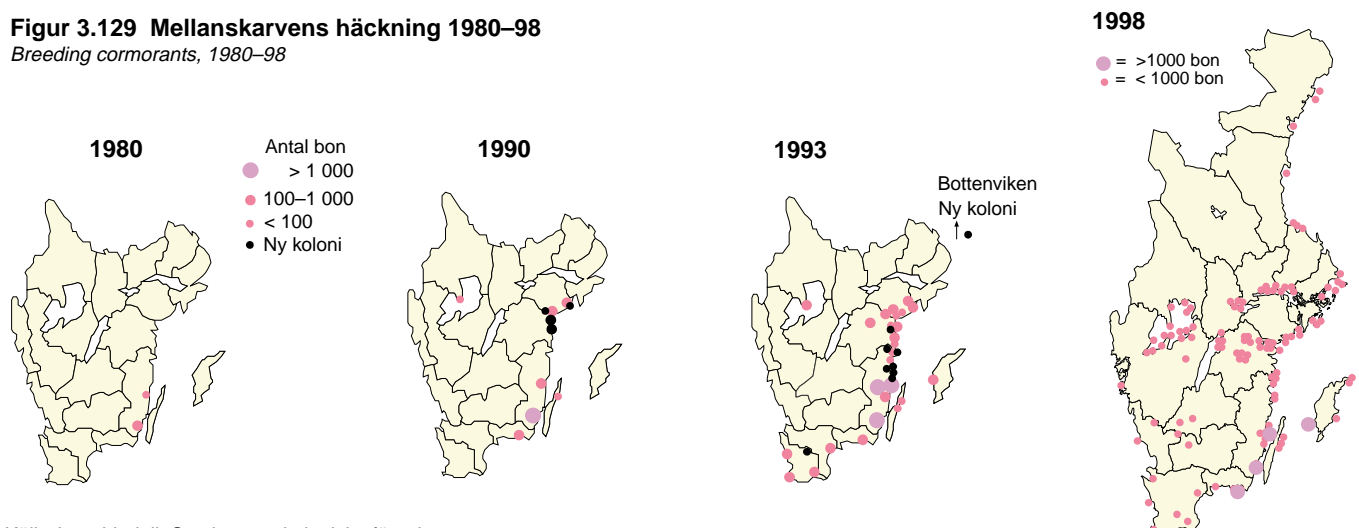 Figur 3.129 Mellanskarvens häckning 1980–98
Breeding cormorants, 1980–98
1980
Antal bon
> 1 000
100–1 000
< 100
Ny koloni
1990
1993
Bottenviken
Ny koloni
1998
= >1000 bon
= < 1000 bon